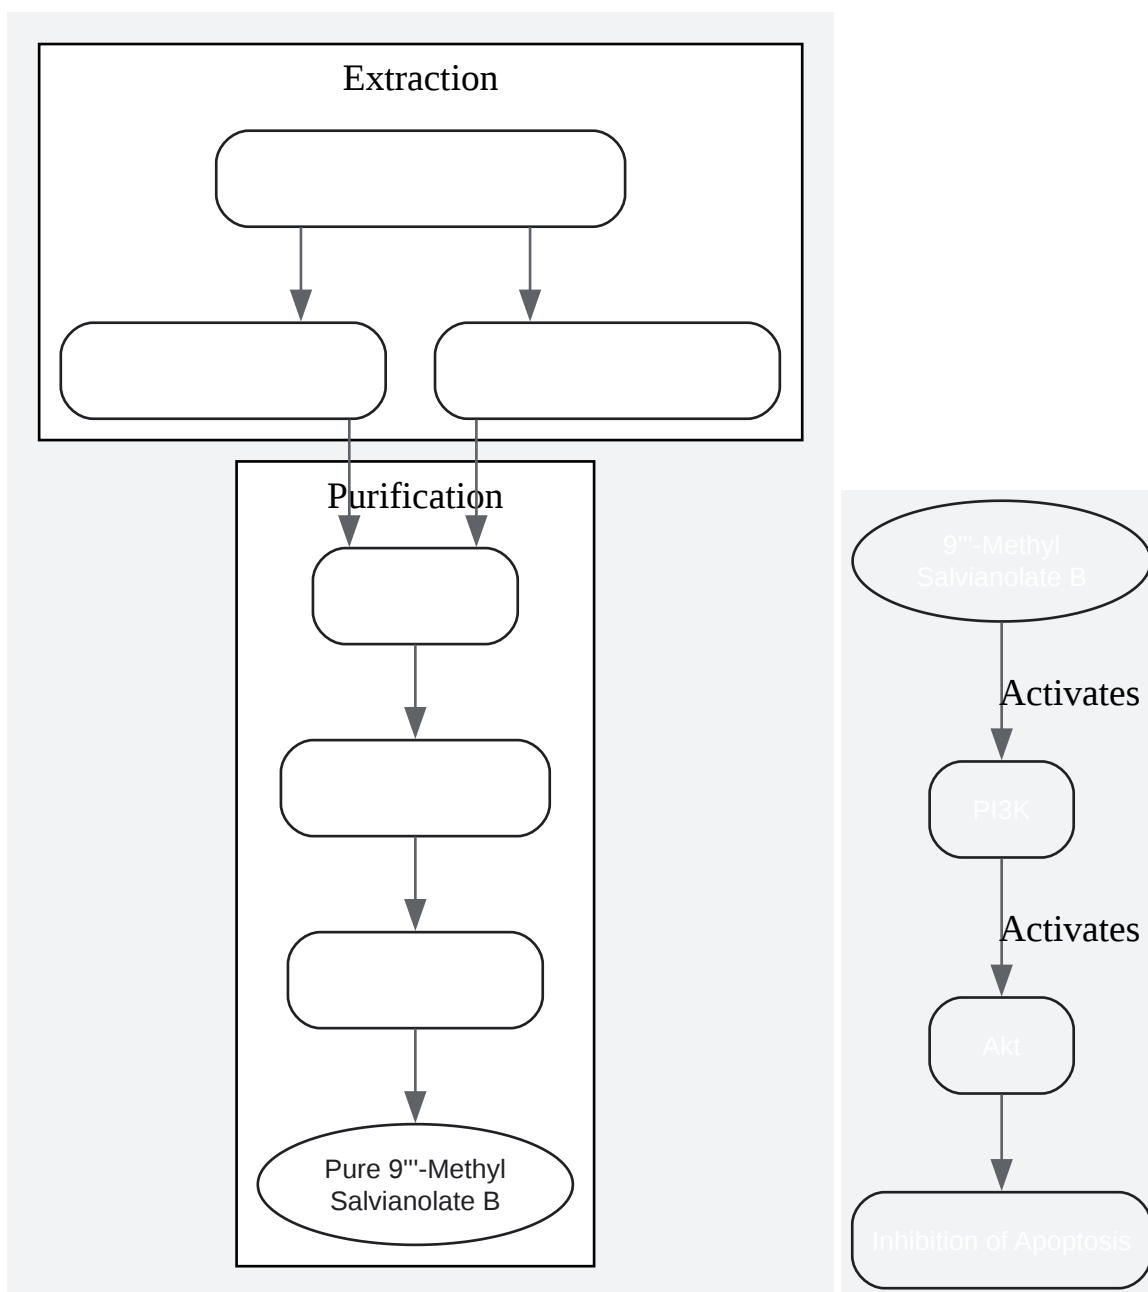 Extraction
Purification
Pure 9'''-Methyl
Salvianolate B
9'''-Methyl
Salvianolate B
Activates
PI3K
Activates
Akt
Inhibition of Apoptosis